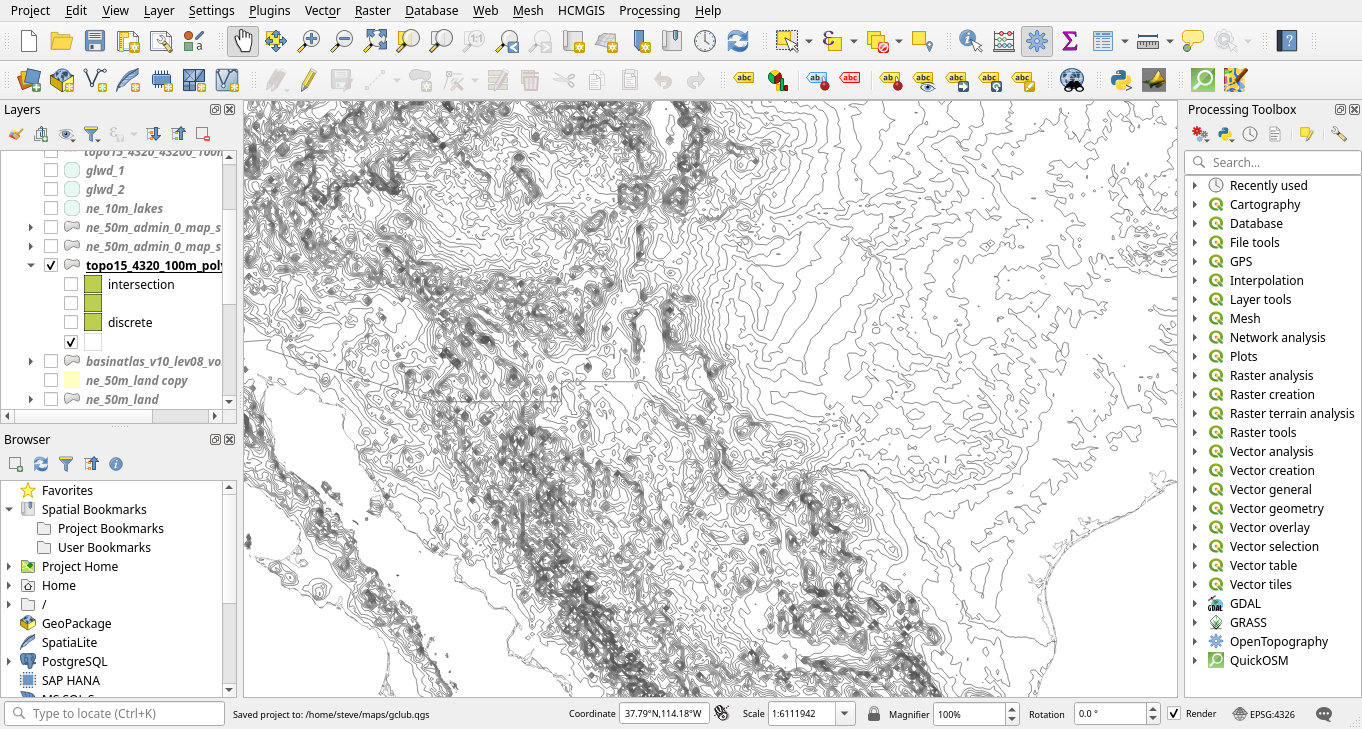 Project Edit View Layer Settings Plugins Vector Raster Database Web Mesh HCMGIS Processing Help
Layers
topo15_4320_43200_100m
glwd_1
glwd_2
ne_10m_lakes
ne_50m_admin_0_map_s
ne_50m_admin_0_map_s
topo15_4320_100m_poly
intersection
discrete
basinatlas_v10_lev08_vo
ne_50m_land copy
ne_50m_land
Browser
Favorites
Spatial Bookmarks
Project Bookmarks
User Bookmarks
Project Home
Home
/
GeoPackage
SpatiaLite
PostgreSQL
SAP HANA
Processing Toolbox
Search...
Recently used
Cartography
Database
File tools
GPS
Interpolation
Layer tools
Mesh
Network analysis
Plots
Raster analysis
Raster creation
Raster terrain analysis
Raster tools
Vector analysis
Vector creation
Vector general
Vector geometry
Vector overlay
Vector selection
Vector table
Vector tiles
GDAL
GRASS
OpenTopography
QuickOSM
Type to locate (Ctrl+K) Saved project to: /home/steve/maps/gclub.qgs Coordinate 37.79°N,114.18°W Scale 1:6111942 Magnifier 100% Rotation 0.0 ° Render EPSG:4326